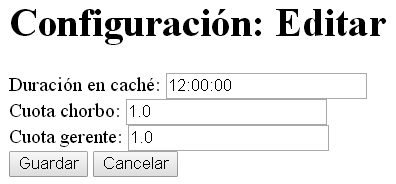 Configuración: Editar
Duración en caché: 12:00:00
Cuota chorbo: 1.0
Cuota gerente: 1.0
Guardar Cancelar